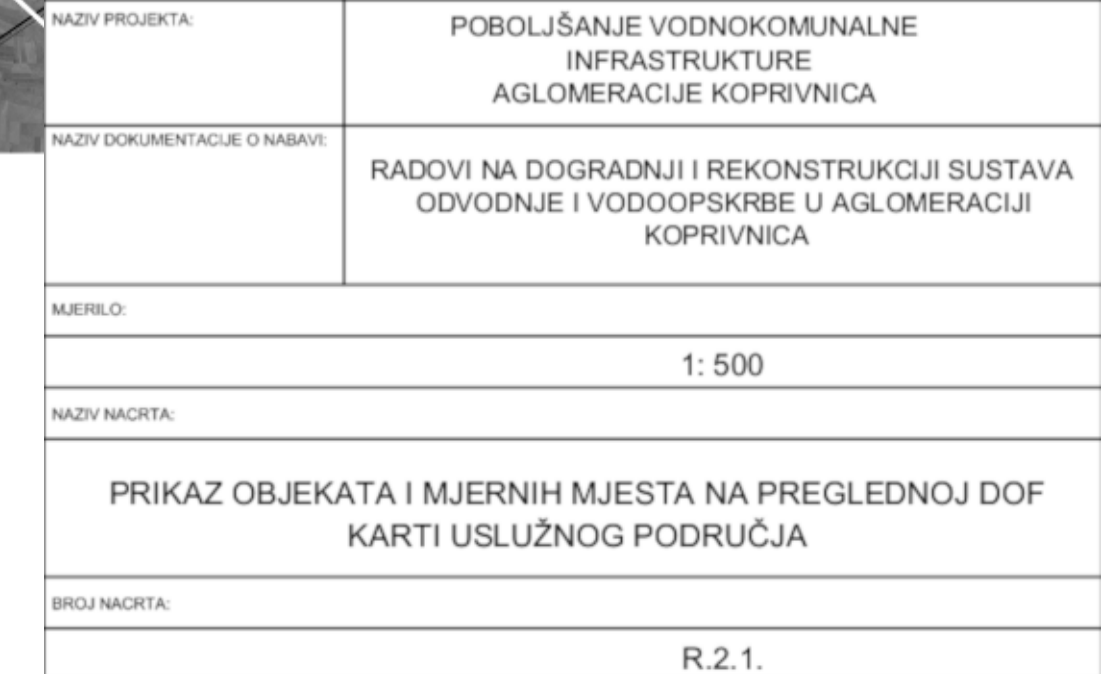 NAZIV PROJEKTA:
POBOLJŠANJE VODNOKOMUNALNE
INFRASTRUKTURE
AGLOMERACIJE KOPRIVNICA
NAZIV DOKUMENTACIJE O NABAVI:
RADOVI NA DOGRADNJI I REKONSTRUKCIJI SUSTAVA
ODVODNJE I VODOOPSKRBE U AGLOMERACIJI
KOPRIVNICA
MJERILO:
1: 500
NAZIV NACRTA:
PRIKAZ OBJEKATA I MJERNIH MJESTA NA PREGLEDNOJ DOF
KARTI USLUŽNOG PODRUČJA
BROJ NACRTA:
R.2.1.